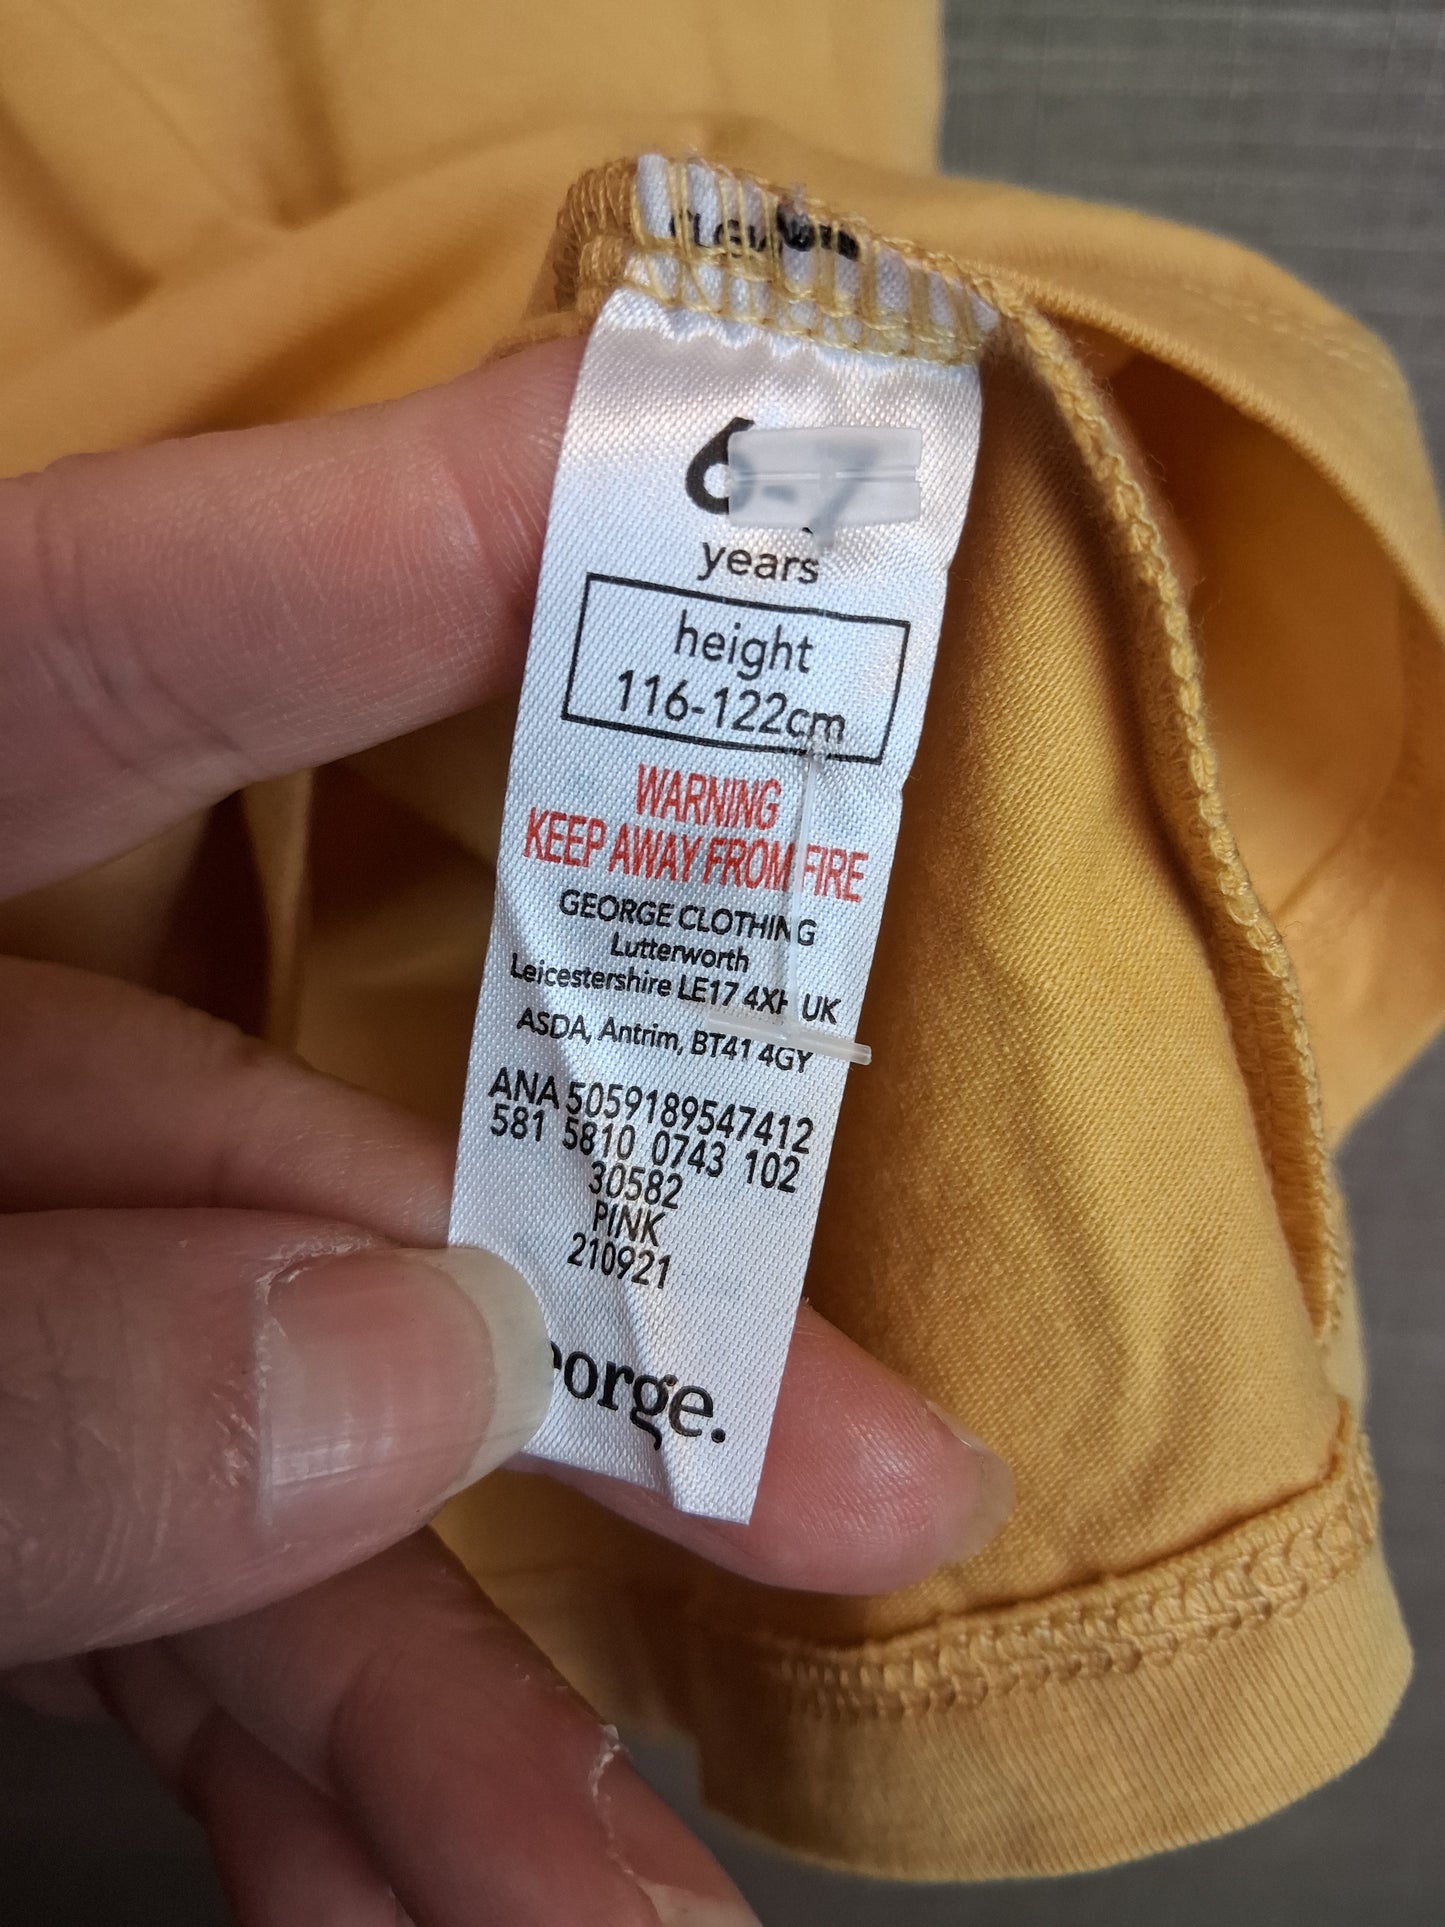 6-7
years
height
116-122cm
WARNING
KEEP AWAY FROM FIRE
GEORGE CLOTHING
Lutterworth
Leicestershire LE17 4XH UK
ASDA, Antrim, BT41 4GY
ANA 5059189547412
581 5810 0743 102
30582
PINK
210921
eorge.